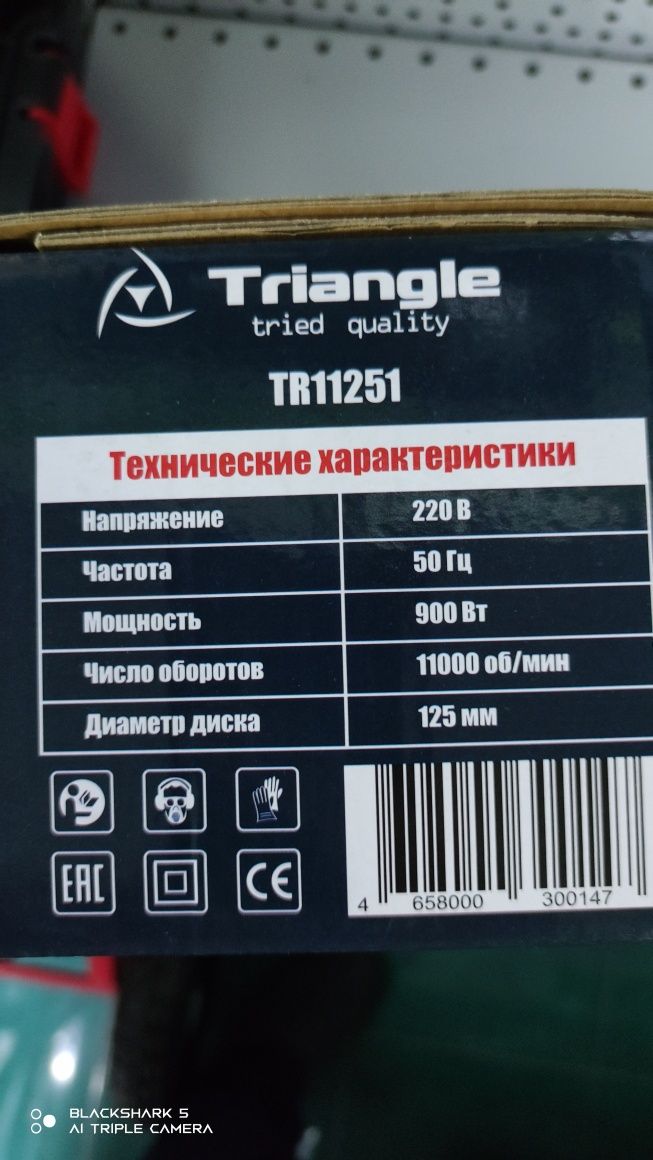 Triangle
tried quality
TR11251
Технические характеристики
Напряжение 220 В
Частота 50 Гц
Мощность 900 Вт
Число оборотов 11000 об/мин
Диаметр диска 125 мм
EAC CE
4 658000 300147
BLACKSHARK 5
AI TRIPLE CAMERA